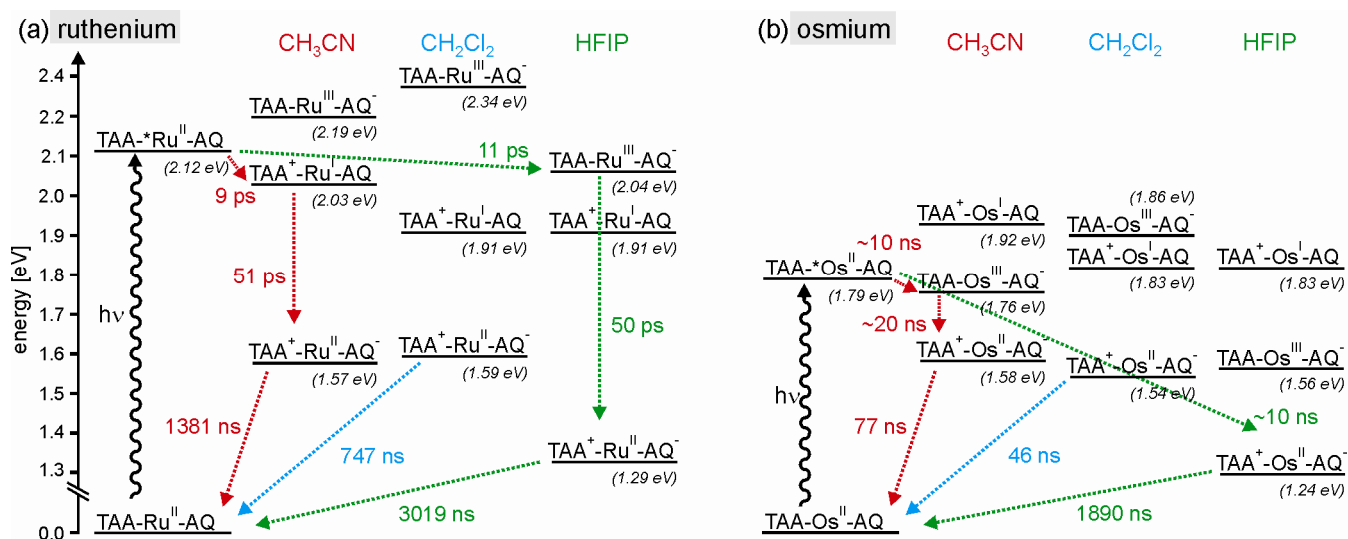 (a) ruthenium
CH₃CN
CH₂Cl₂
HFIP
energy [eV]
2.4
2.2
2.1
2.0
1.9
1.8
1.7
1.6
1.4
1.3
0.0
TAA-Ruᴵᴵᴵ-AQ⁻
(2.34 eV)
TAA-Ruᴵᴵᴵ-AQ⁻
(2.19 eV)
TAA-*Ruᴵᴵ-AQ
(2.12 eV)
11 ps
TAA-Ruᴵᴵᴵ-AQ⁻
(2.04 eV)
9 ps
TAA⁺-Ruᴵ-AQ
(2.03 eV)
TAA⁺-Ruᴵ-AQ
(1.91 eV)
TAA⁺-Ruᴵ-AQ
(1.91 eV)
51 ps
hν
50 ps
TAA⁺-Ruᴵᴵ-AQ⁻
(1.57 eV)
TAA⁺-Ruᴵᴵ-AQ⁻
(1.59 eV)
1381 ns
747 ns
TAA⁺-Ruᴵᴵ-AQ⁻
(1.29 eV)
3019 ns
TAA-Ruᴵᴵ-AQ
(b) osmium
CH₃CN
CH₂Cl₂
HFIP
TAA⁺-Osᴵ-AQ
(1.92 eV)
(1.86 eV)
TAA-Osᴵᴵᴵ-AQ⁻
TAA⁺-Osᴵ-AQ
(1.83 eV)
TAA⁺-Osᴵ-AQ
(1.83 eV)
~10 ns
TAA-*Osᴵᴵ-AQ
(1.79 eV)
TAA-Osᴵᴵᴵ-AQ⁻
(1.76 eV)
~20 ns
hν
TAA⁺-Osᴵᴵ-AQ⁻
(1.58 eV)
TAA⁺-Osᴵᴵ-AQ⁻
(1.54 eV)
TAA-Osᴵᴵᴵ-AQ⁻
(1.56 eV)
77 ns
46 ns
~10 ns
TAA⁺-Osᴵᴵ-AQ⁻
(1.24 eV)
1890 ns
TAA-Osᴵᴵ-AQ